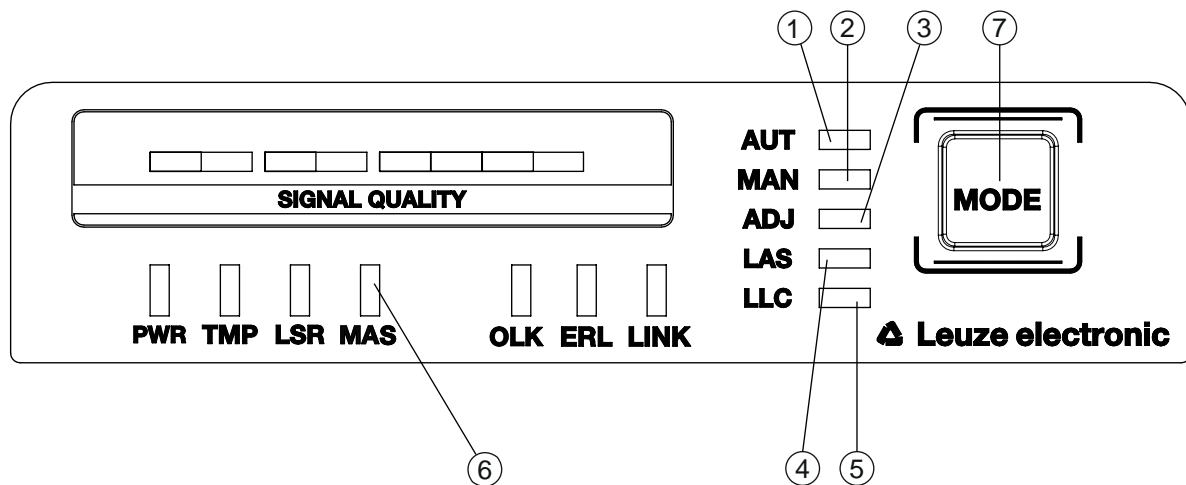 1 2 3 7
AUT
MAN
SIGNAL QUALITY
ADJ
MODE
LAS
LLC
PWR TMP LSR MAS OLK ERL LINK
Leuze electronic
6 4 5